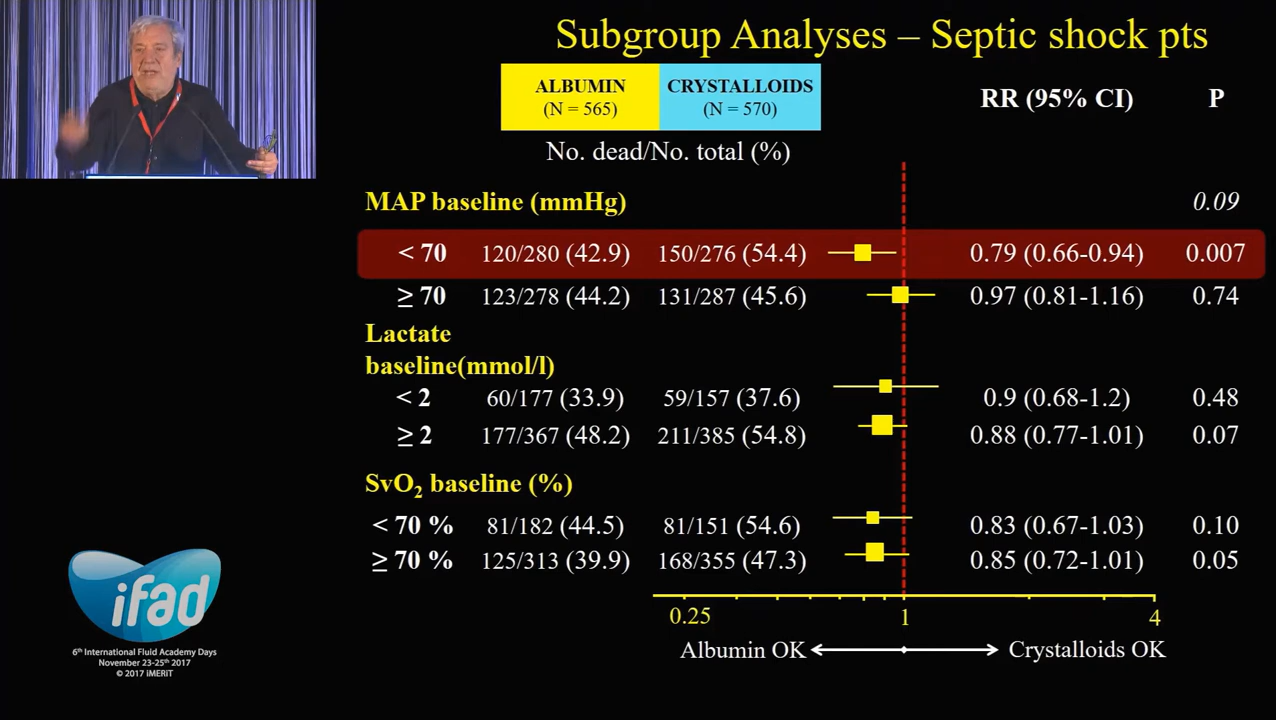 Subgroup Analyses – Septic shock pts
ALBUMIN CRYSTALLOIDS RR (95% CI) P
(N = 565) (N = 570)
No. dead/No. total (%)
MAP baseline (mmHg) 0.09
< 70 120/280 (42.9) 150/276 (54.4) 0.79 (0.66-0.94) 0.007
≥ 70 123/278 (44.2) 131/287 (45.6) 0.97 (0.81-1.16) 0.74
Lactate
baseline(mmol/l)
< 2 60/177 (33.9) 59/157 (37.6) 0.9 (0.68-1.2) 0.48
≥ 2 177/367 (48.2) 211/385 (54.8) 0.88 (0.77-1.01) 0.07
SvO₂ baseline (%)
< 70 % 81/182 (44.5) 81/151 (54.6) 0.83 (0.67-1.03) 0.10
≥ 70 % 125/313 (39.9) 168/355 (47.3) 0.85 (0.72-1.01) 0.05
0.25 1 4
Albumin OK Crystalloids OK
ifad
6th International Fluid Academy Days
November 23-25th 2017
© 2017 iMERIT